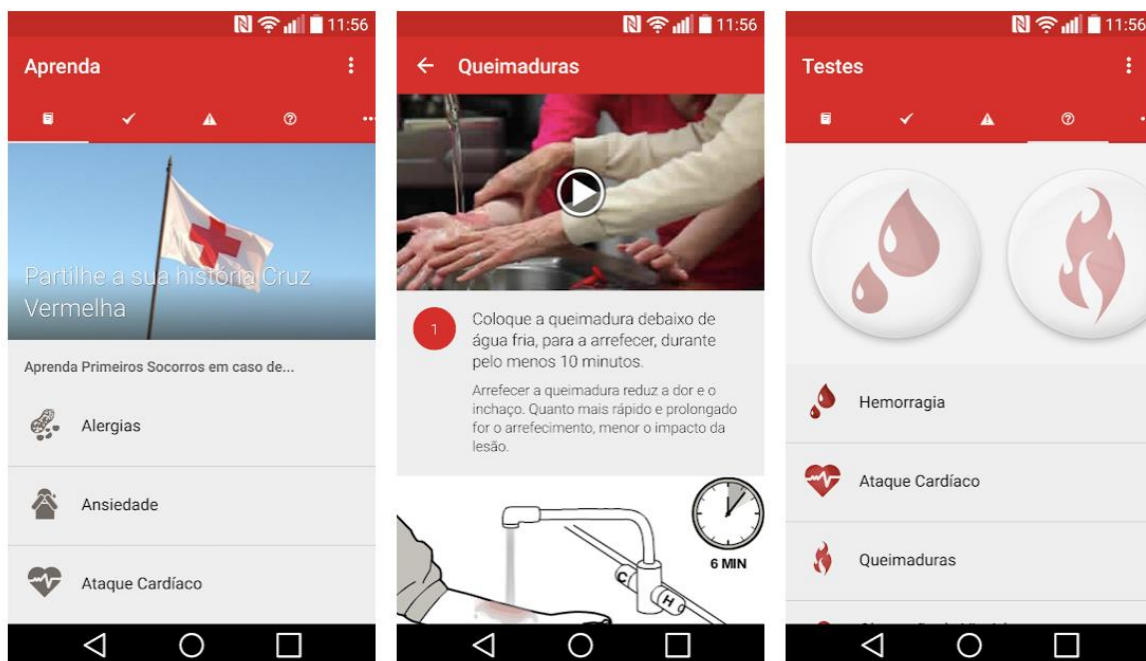 11:56
Aprenda
Partilhe a sua história Cruz
Vermelha
Aprenda Primeiros Socorros em caso de...
Alergias
Ansiedade
Ataque Cardíaco
11:56
Queimaduras
1
Coloque a queimadura debaixo de
água fria, para a arrefecer, durante
pelo menos 10 minutos.
Arrefecer a queimadura reduz a dor e o
inchaço. Quanto mais rápido e prolongado
for o arrefecimento, menor o impacto da
lesão.
6 MIN
C
H
11:56
Testes
Hemorragia
Ataque Cardíaco
Queimaduras